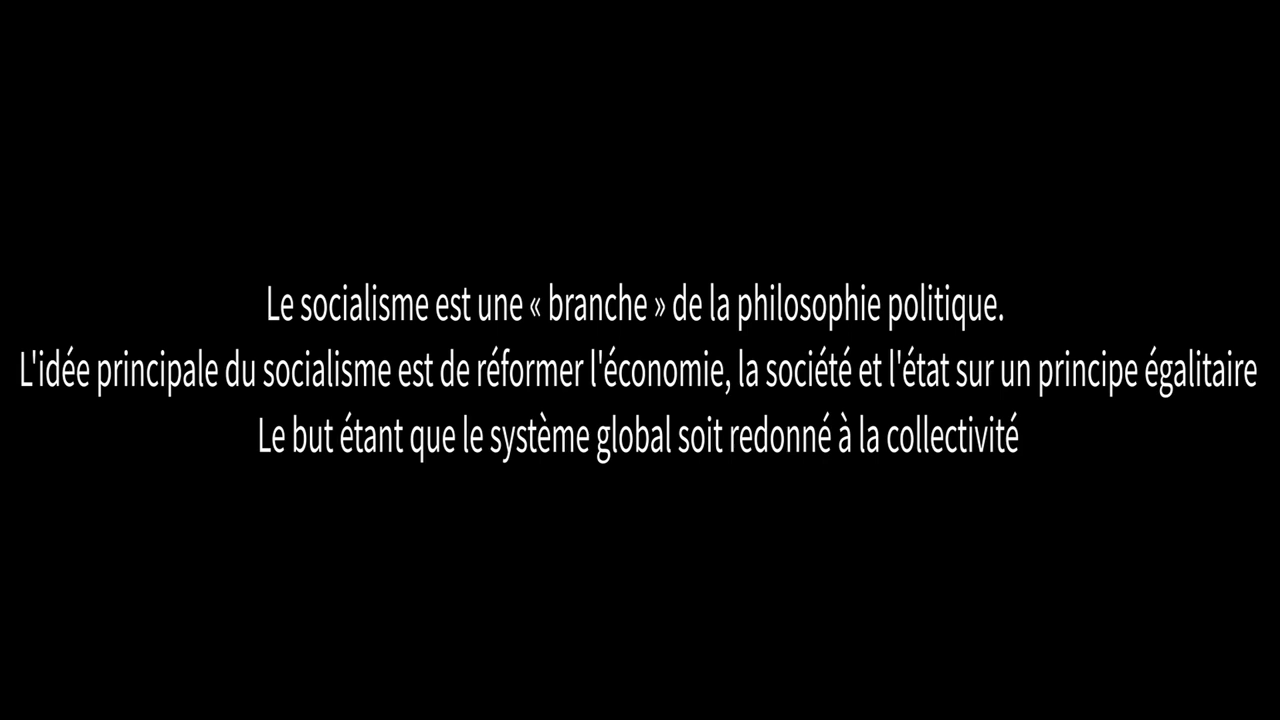 Le socialisme est une « branche » de la philosophie politique.
L'idée principale du socialisme est de réformer l'économie, la société et l'état sur un principe égalitaire
Le but étant que le système global soit redonné à la collectivité